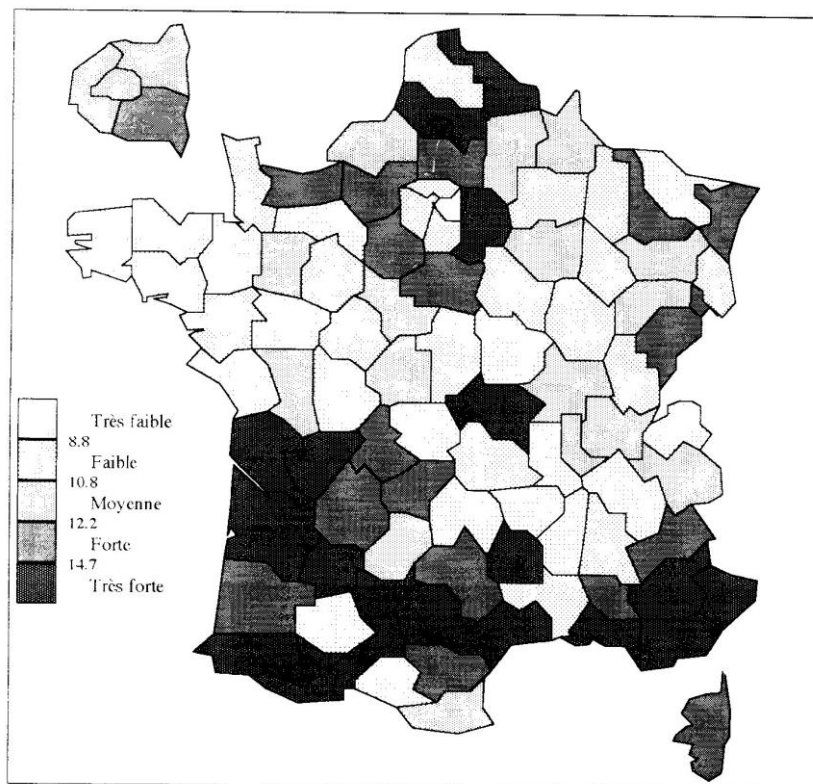 Très faible
8.8
Faible
10.8
Moyenne
12.2
Forte
14.7
Très forte